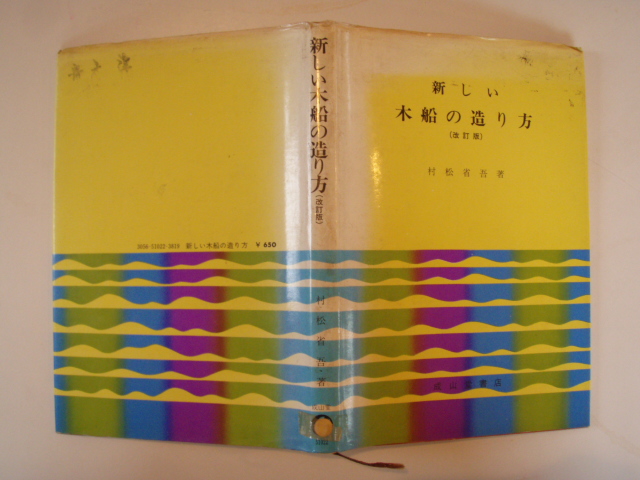 新しい
木船の造り方
(改訂版)
村松省吾著
成山堂書店
新しい木船の造り方(改訂版)
村松省吾著
新しい木船の造り方 ¥650